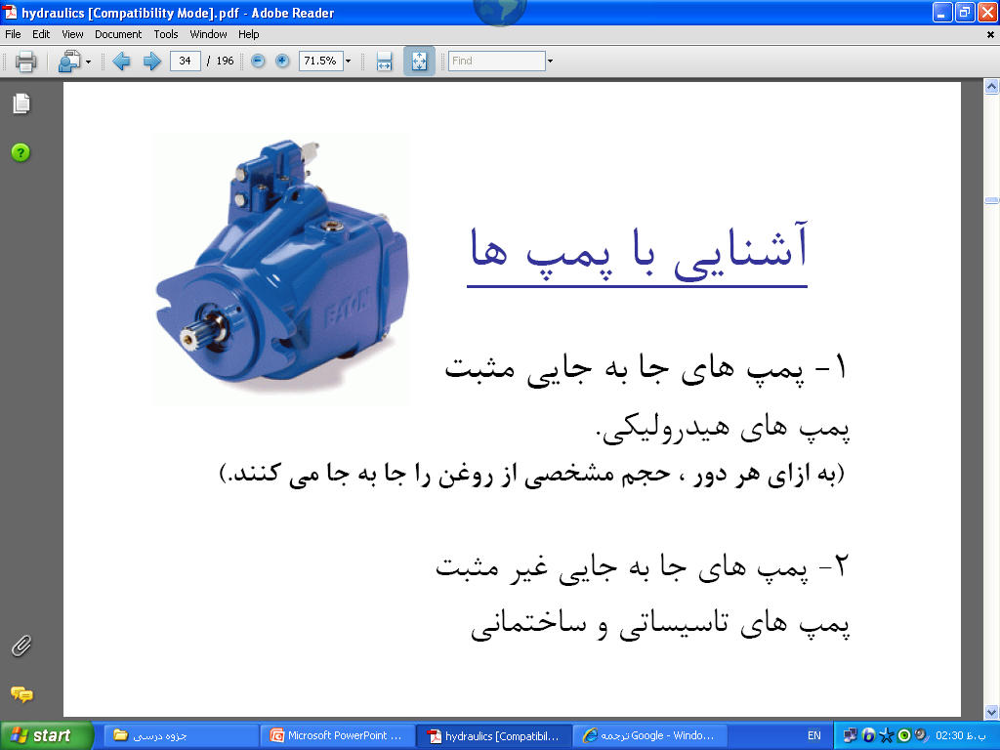 hydraulics [Compatibility Mode].pdf - Adobe Reader
File Edit View Document Tools Window Help
34 / 196 71.5% Find
آشنایی با پمپ ها
EATON
۱- پمپ های جا به جایی مثبت
پمپ های هیدرولیکی.
(به ازای هر دور ، حجم مشخصی از روغن را جا به جا می کنند.)
۲- پمپ های جا به جایی غیر مثبت
پمپ های تاسیساتی و ساختمانی
start جزوه درسی Microsoft PowerPoint ... hydraulics [Compatibil... ترجمه Google - Windo... EN 02:30 ب.ظ